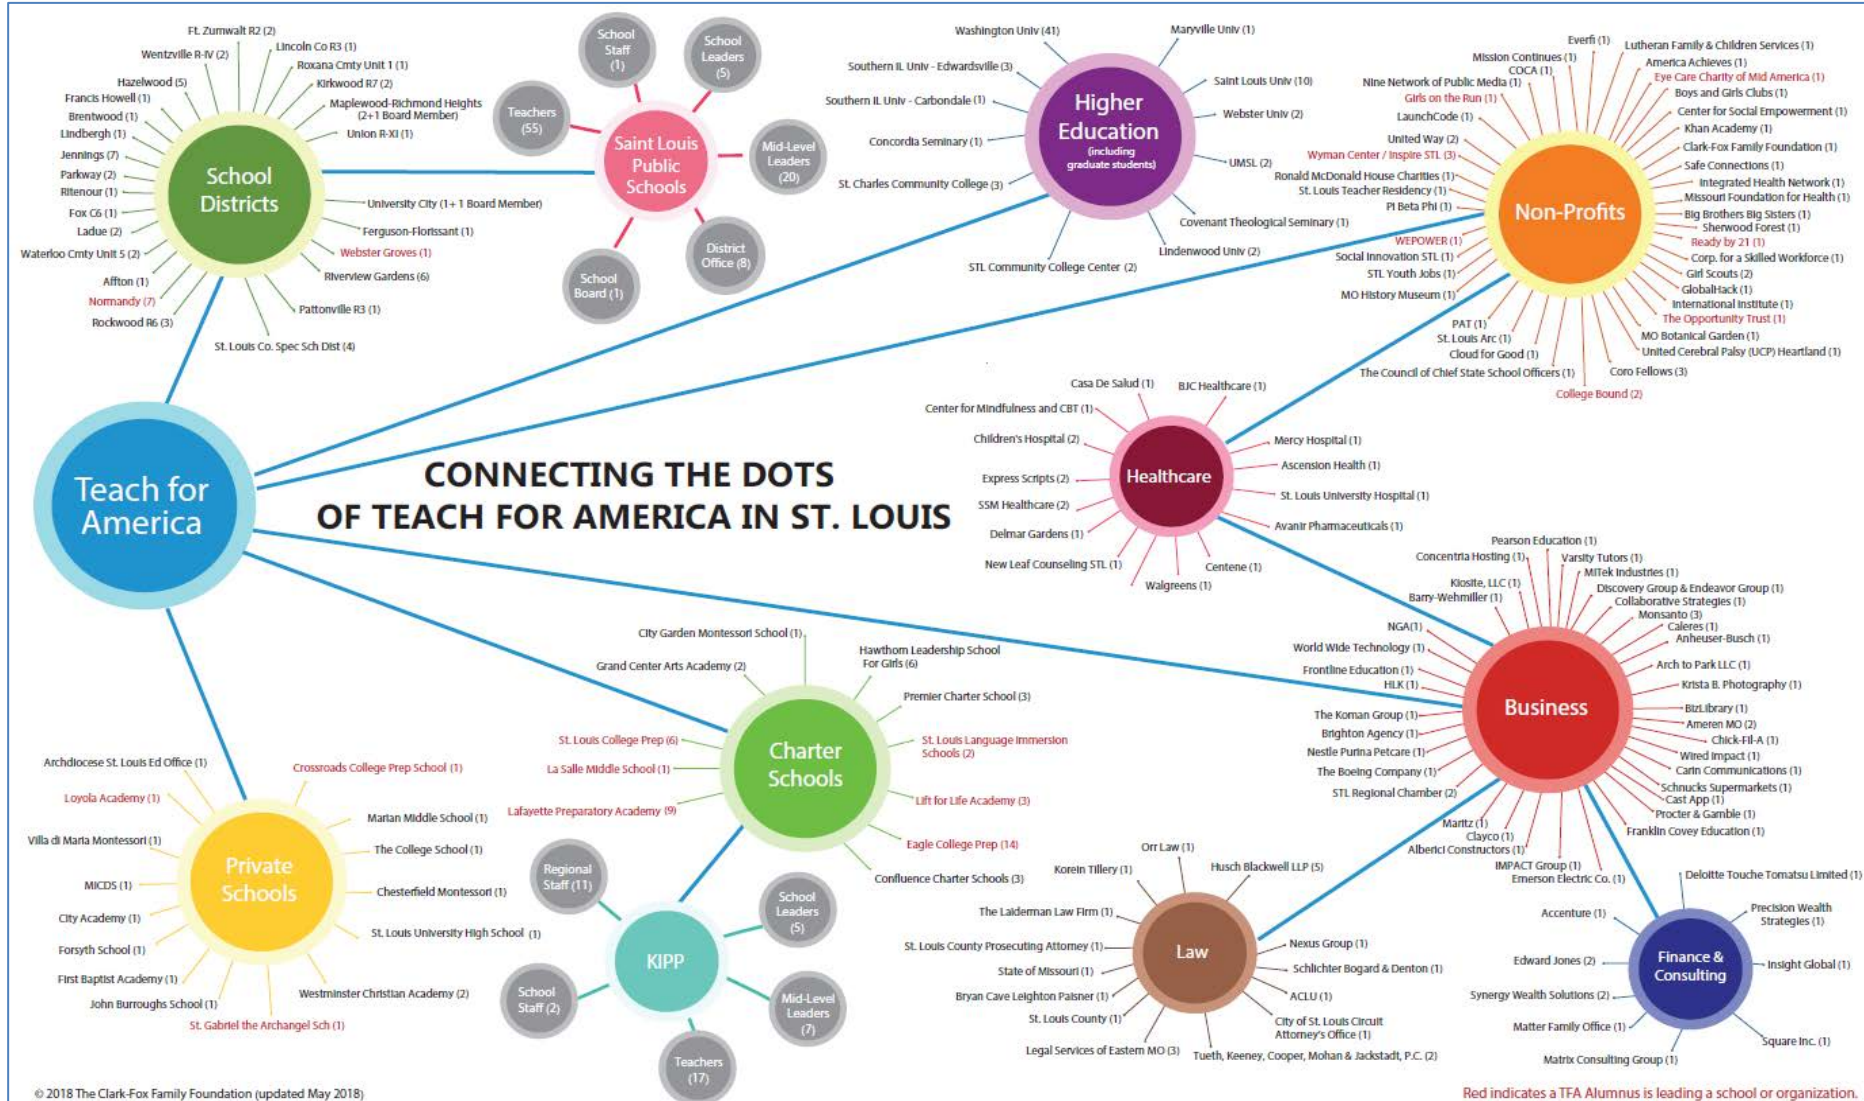 Ft. Zumwalt R2 (2)
Lincoln Co R3 (1)
Wentzville R-IV (2)
Roxana Cmty Unit 1 (1)
Hazelwood (5)
Kirkwood R7 (2)
Francis Howell (1)
Maplewood-Richmond Heights
(2+1 Board Member)
Brentwood (1)
Lindbergh (1)
Union R-XI (1)
Jennings (7)
Parkway (2)
Ritenour (1)
School
Districts
University City (1+ 1 Board Member)
Fox C6 (1)
Ladue (2)
Ferguson-Florissant (1)
Waterloo Cmty Unit 5 (2)
Webster Groves (1)
Affton (1)
Riverview Gardens (6)
Normandy (7)
Pattonville R3 (1)
Rockwood R6 (3)
St. Louis Co. Spec Sch Dist (4)
School
Staff
(1)
School
Leaders
(5)
Teachers
(55)
Saint Louis
Public
Schools
Mid-Level
Leaders
(20)
District
Office (8)
School
Board (1)
Washington Univ (41)
Maryville Univ (1)
Southern IL Univ - Edwardsville (3)
Saint Louis Univ (10)
Southern IL Univ - Carbondale (1)
Webster Univ (2)
Higher
Education
(including
graduate students)
Concordia Seminary (1)
UMSL (2)
St. Charles Community College (3)
Covenant Theological Seminary (1)
Lindenwood Univ (2)
STL Community College Center (2)
Everfi (1)
Lutheran Family & Children Services (1)
Mission Continues (1)
America Achieves (1)
COCA (1)
Eye Care Charity of Mid America (1)
Nine Network of Public Media (1)
Boys and Girls Clubs (1)
Girls on the Run (1)
Center for Social Empowerment (1)
LaunchCode (1)
Khan Academy (1)
United Way (2)
Clark-Fox Family Foundation (1)
Wyman Center / Inspire STL (3)
Safe Connections (1)
Ronald McDonald House Charities (1)
Integrated Health Network (1)
St. Louis Teacher Residency (1)
Missouri Foundation for Health (1)
Pi Beta Phi (1)
Non-Profits
Big Brothers Big Sisters (1)
Sherwood Forest (1)
WEPOWER (1)
Ready by 21 (1)
Social Innovation STL (1)
Corp. for a Skilled Workforce (1)
STL Youth Jobs (1)
Girl Scouts (2)
MO History Museum (1)
GlobalHack (1)
International Institute (1)
PAT (1)
The Opportunity Trust (1)
St. Louis Arc (1)
MO Botanical Garden (1)
Cloud for Good (1)
United Cerebral Palsy (UCP) Heartland (1)
The Council of Chief State School Officers (1)
Coro Fellows (3)
College Bound (2)
Teach for
America
CONNECTING THE DOTS
OF TEACH FOR AMERICA IN ST. LOUIS
Casa De Salud (1)
BJC Healthcare (1)
Center for Mindfulness and CBT (1)
Children's Hospital (2)
Mercy Hospital (1)
Ascension Health (1)
Express Scripts (2)
Healthcare
St. Louis University Hospital (1)
SSM Healthcare (2)
Avanir Pharmaceuticals (1)
Delmar Gardens (1)
New Leaf Counseling STL (1)
Centene (1)
Walgreens (1)
Pearson Education (1)
Concentria Hosting (1)
Varsity Tutors (1)
MiTek Industries (1)
Klosite, LLC (1)
Discovery Group & Endeavor Group (1)
Barry-Wehmiller (1)
Collaborative Strategies (1)
Monsanto (3)
NGA(1)
Caleres (1)
World Wide Technology (1)
Anheuser-Busch (1)
Frontline Education (1)
Arch to Park LLC (1)
HLK (1)
Krista B. Photography (1)
The Koman Group (1)
Business
BizLibrary (1)
Brighton Agency (1)
Ameren MO (2)
Nestle Purina Petcare (1)
Chick-Fil-A (1)
The Boeing Company (1)
Wired Impact (1)
STL Regional Chamber (2)
Carin Communications (1)
Schnucks Supermarkets (1)
Cast App (1)
Maritz (1)
Procter & Gamble (1)
Clayco (1)
Franklin Covey Education (1)
Alberici Constructors (1)
IMPACT Group (1)
Emerson Electric Co. (1)
City Garden Montessori School (1)
Hawthorn Leadership School
For Girls (6)
Grand Center Arts Academy (2)
Premier Charter School (3)
St. Louis College Prep (6)
St. Louis Language Immersion
Schools (2)
Charter
Schools
La Salle Middle School (1)
Lafayette Preparatory Academy (9)
Lift for Life Academy (3)
Eagle College Prep (14)
Confluence Charter Schools (3)
Archdiocese St. Louis Ed Office (1)
Crossroads College Prep School (1)
Loyola Academy (1)
Marian Middle School (1)
Villa di Maria Montessori (1)
The College School (1)
Private
Schools
MICDS (1)
Chesterfield Montessori (1)
City Academy (1)
St. Louis University High School (1)
Forsyth School (1)
First Baptist Academy (1)
Westminster Christian Academy (2)
John Burroughs School (1)
St. Gabriel the Archangel Sch (1)
Regional
Staff (11)
School
Leaders
(5)
KIPP
School
Staff (2)
Mid-Level
Leaders
(7)
Teachers
(17)
Orr Law (1)
Korein Tillery (1)
Husch Blackwell LLP (5)
The Laiderman Law Firm (1)
St. Louis County Prosecuting Attorney (1)
Law
Nexus Group (1)
State of Missouri (1)
Schlichter Bogard & Denton (1)
Bryan Cave Leighton Paisner (1)
ACLU (1)
St. Louis County (1)
City of St. Louis Circuit
Attorney's Office (1)
Legal Services of Eastern MO (3)
Tueth, Keeney, Cooper, Mohan & Jackstadt, P.C. (2)
Deloitte Touche Tomatsu Limited (1)
Accenture (1)
Precision Wealth
Strategies (1)
Edward Jones (2)
Finance &
Consulting
Insight Global (1)
Synergy Wealth Solutions (2)
Matter Family Office (1)
Square Inc. (1)
Matrix Consulting Group (1)
© 2018 The Clark-Fox Family Foundation (updated May 2018)
Red indicates a TFA Alumnus is leading a school or organization.